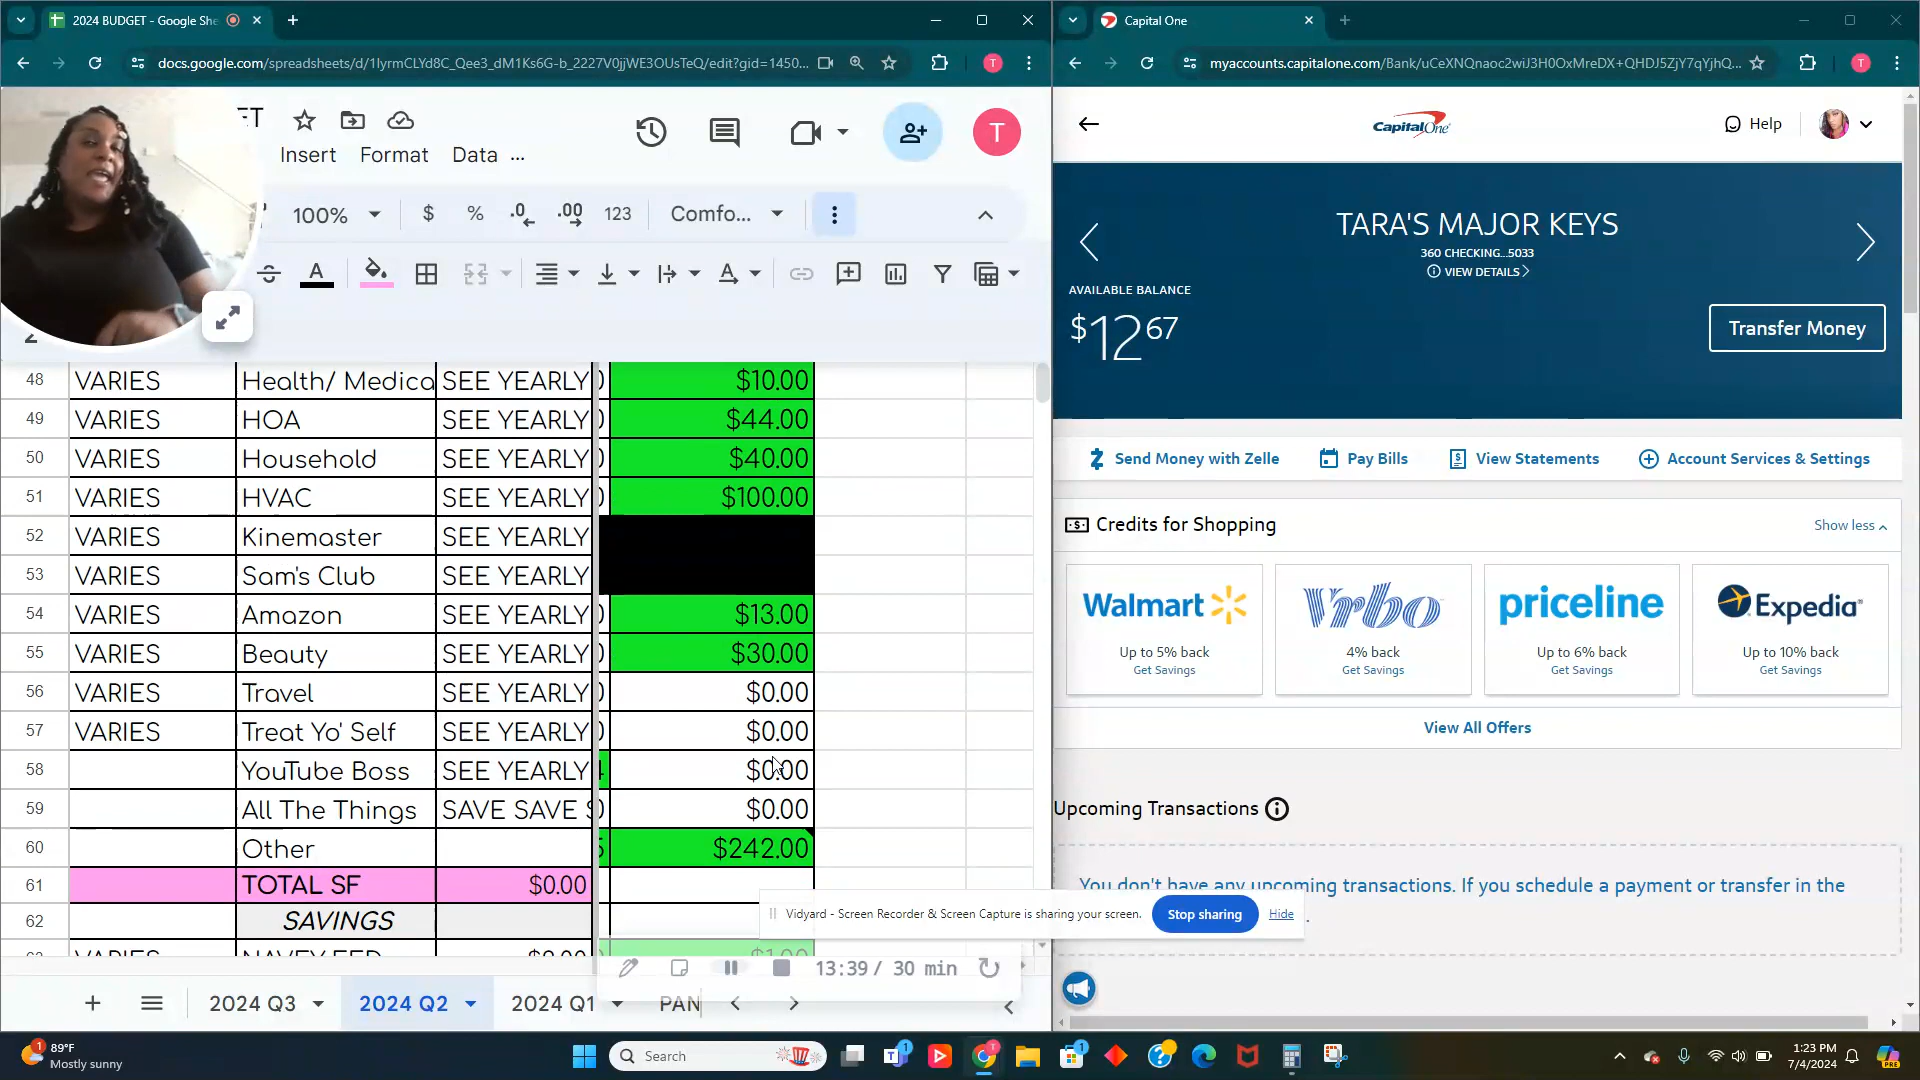 2024 BUDGET - Google She
docs.google.com/spreadsheets/d/1IyrmCLYd8C_Qee3_dM1Ks6G-b_2227V0jjWE3OUsTeQ/edit?gid=1450...
T
ET
Insert Format Data ...
T
100% $ % .0 .00 123 Comfo...
48 VARIES Health/ Medica SEE YEARLY $10.00
49 VARIES HOA SEE YEARLY $44.00
50 VARIES Household SEE YEARLY $40.00
51 VARIES HVAC SEE YEARLY $100.00
52 VARIES Kinemaster SEE YEARLY
53 VARIES Sam's Club SEE YEARLY
54 VARIES Amazon SEE YEARLY $13.00
55 VARIES Beauty SEE YEARLY $30.00
56 VARIES Travel SEE YEARLY $0.00
57 VARIES Treat Yo' Self SEE YEARLY $0.00
58 YouTube Boss SEE YEARLY $0.00
59 All The Things SAVE SAVE $0.00
60 Other $242.00
61 TOTAL SF $0.00
62 SAVINGS
Vidyard - Screen Recorder & Screen Capture is sharing your screen. Stop sharing Hide
13:39 / 30 min
2024 Q3 2024 Q2 2024 Q1 PAN
Capital One
myaccounts.capitalone.com/Bank/uCeXNQnaoc2wiJ3H0OxMreDX+QHDJ5ZjY7qYjhQ...
T
CapitalOne
Help
TARA'S MAJOR KEYS
360 CHECKING...5033
VIEW DETAILS
AVAILABLE BALANCE
$12 67
Transfer Money
Send Money with Zelle Pay Bills View Statements Account Services & Settings
Credits for Shopping
Show less
Walmart Vrbo priceline Expedia
Up to 5% back 4% back Up to 6% back Up to 10% back
Get Savings Get Savings Get Savings Get Savings
View All Offers
Upcoming Transactions
You don't have any upcoming transactions. If you schedule a payment or transfer in the
89°F
Mostly sunny
Search
1:23 PM
7/4/2024